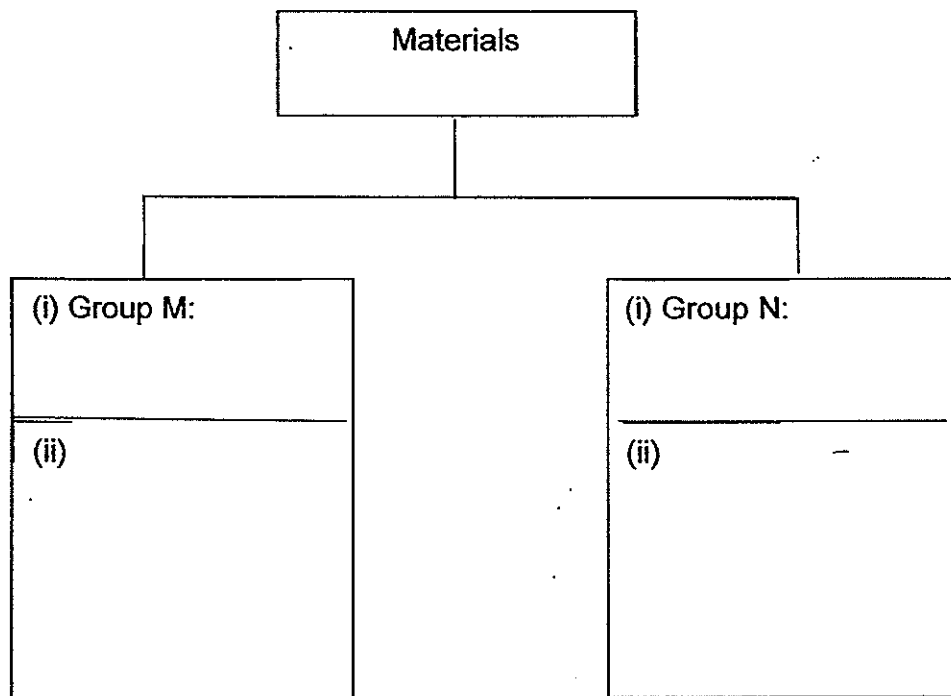 Materials
(i) Group M:
(ii)
(i) Group N:
(ii)